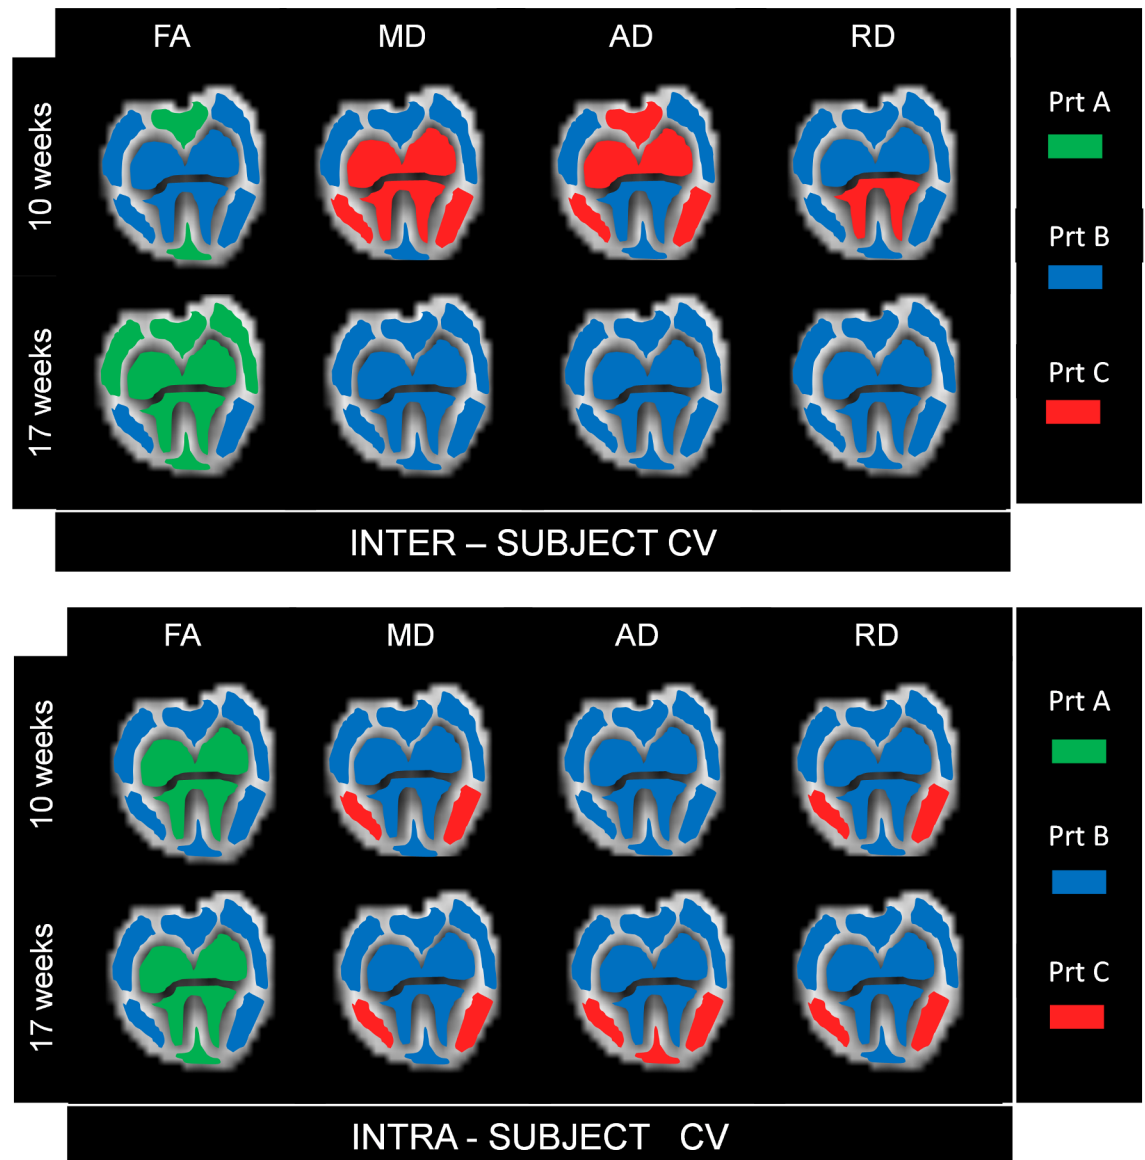 FA MD AD RD
10 weeks
17 weeks
Prt A
Prt B
Prt C
INTER – SUBJECT CV
FA MD AD RD
10 weeks
17 weeks
Prt A
Prt B
Prt C
INTRA - SUBJECT CV